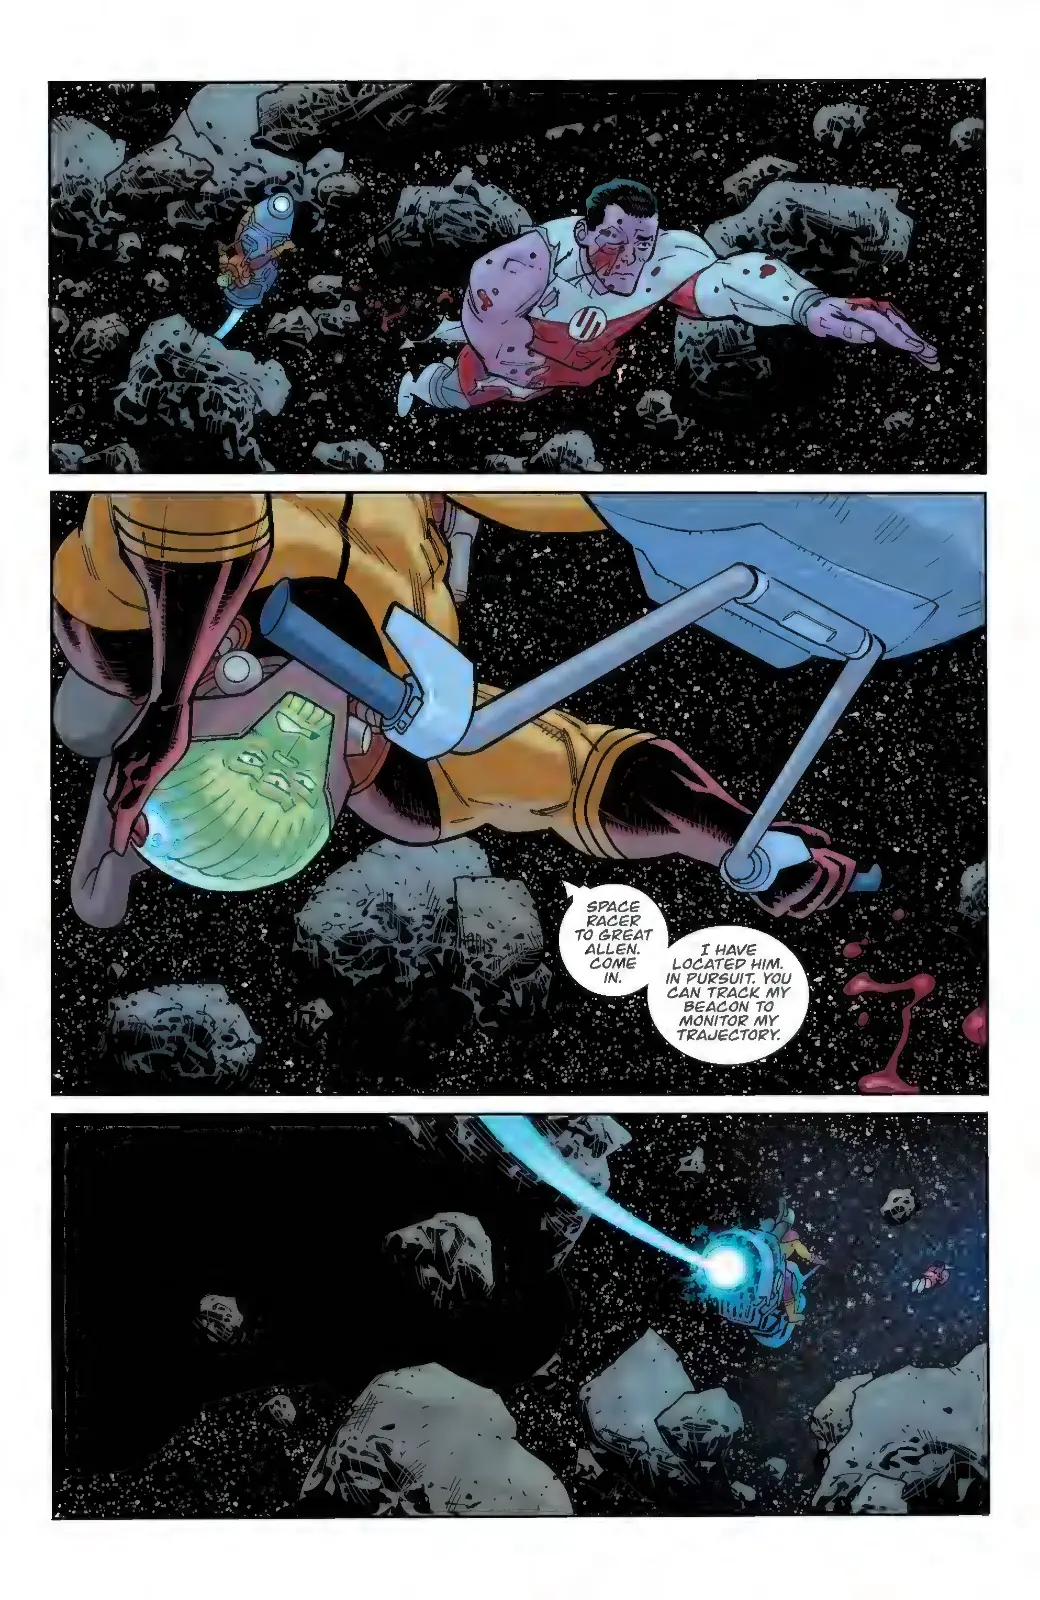 SPACE
RACER
TO GREAT
ALLEN.
COME
IN.
I HAVE
LOCATED HIM.
IN PURSUIT. YOU
CAN TRACK MY
BEACON TO
MONITOR MY
TRAJECTORY.